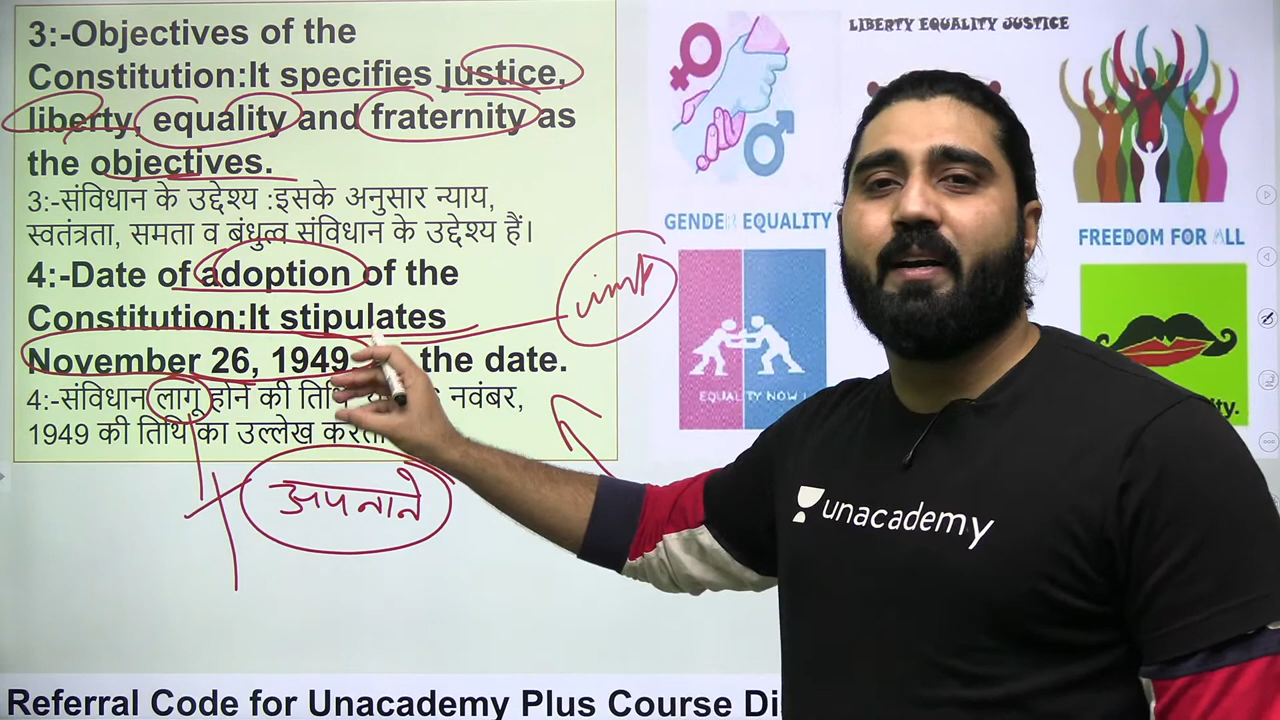 3:-Objectives of the
Constitution:It specifies justice,
liberty, equality and fraternity as
the objectives.
3:-संविधान के उद्देश्य :इसके अनुसार न्याय,
स्वतंत्रता, समता व बंधुत्व संविधान के उद्देश्य हैं।
4:-Date of adoption of the
Constitution:It stipulates
November 26, 1949 the date.
4:-संविधान लागू होने की तिथि नवंबर,
1949 की तिथि का उल्लेख करता
अपनाने
LIBERTY EQUALITY JUSTICE
GENDER EQUALITY
FREEDOM FOR ALL
EQUALITY NOW !
unacademy
Referral Code for Unacademy Plus Course